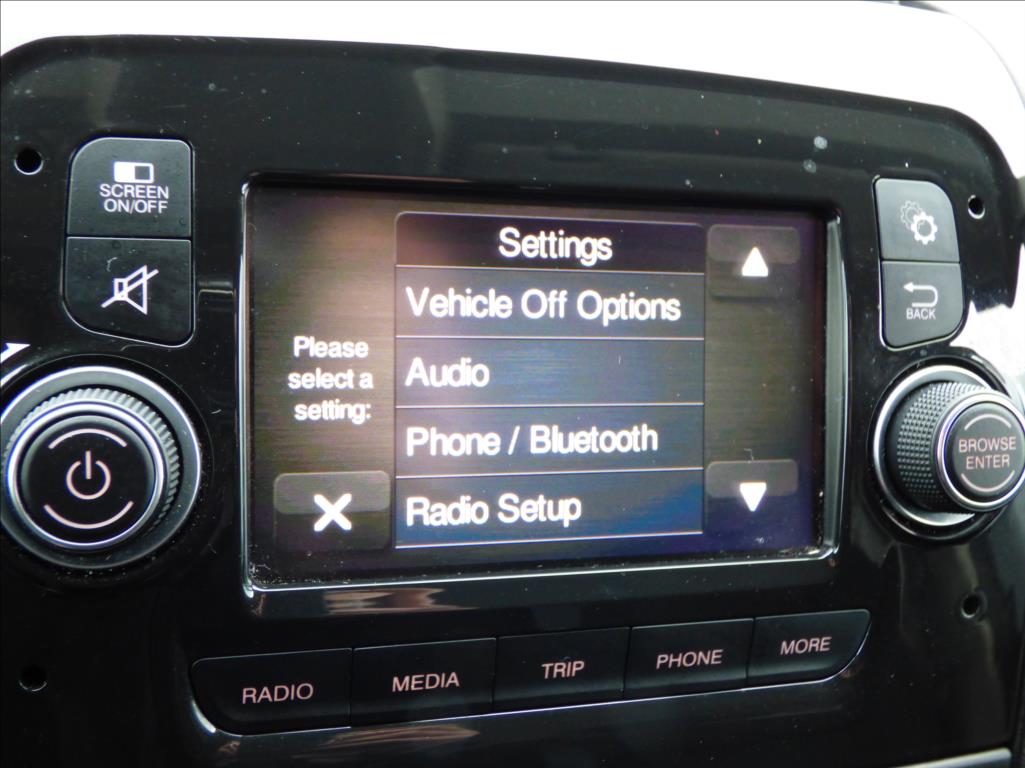 SCREEN
ON/OFF
Settings
Vehicle Off Options
Please
select a
setting:
Audio
Phone / Bluetooth
Radio Setup
BACK
BROWSE
ENTER
RADIO
MEDIA
TRIP
PHONE
MORE